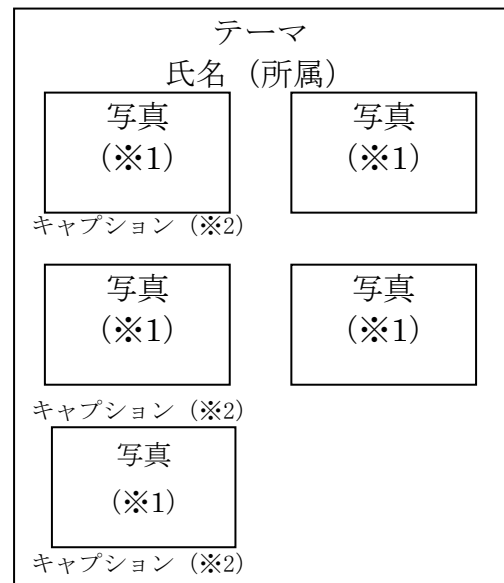 テーマ
氏名（所属）
写真
(※1)
写真
(※1)
キャプション（※2）
写真
(※1)
写真
(※1)
キャプション（※2）
写真
(※1)
キャプション（※2）